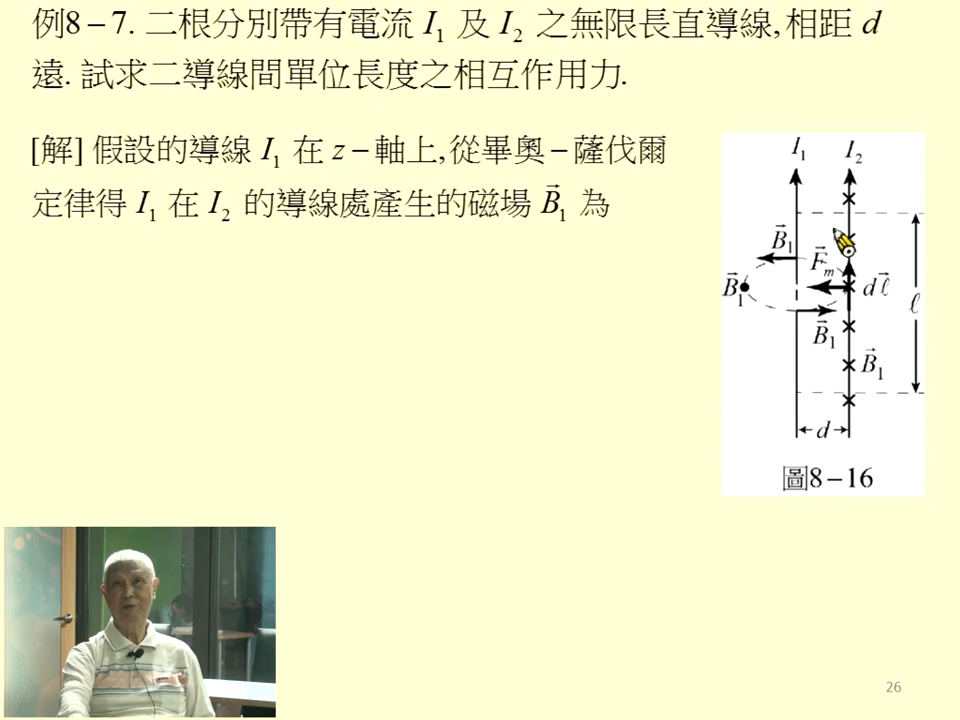 例8－7. 二根分別帶有電流 I₁ 及 I₂ 之無限長直導線, 相距 d
遠. 試求二導線間單位長度之相互作用力.
[解] 假設的導線 I₁ 在 z－軸上, 從畢奧－薩伐爾
定律得 I₁ 在 I₂ 的導線處產生的磁場 B⃗₁ 為
I₁ I₂
B⃗₁
F⃗ₘ
B⃗₁ dℓ⃗ ℓ
B⃗₁
B⃗₁
d
圖8－16
26